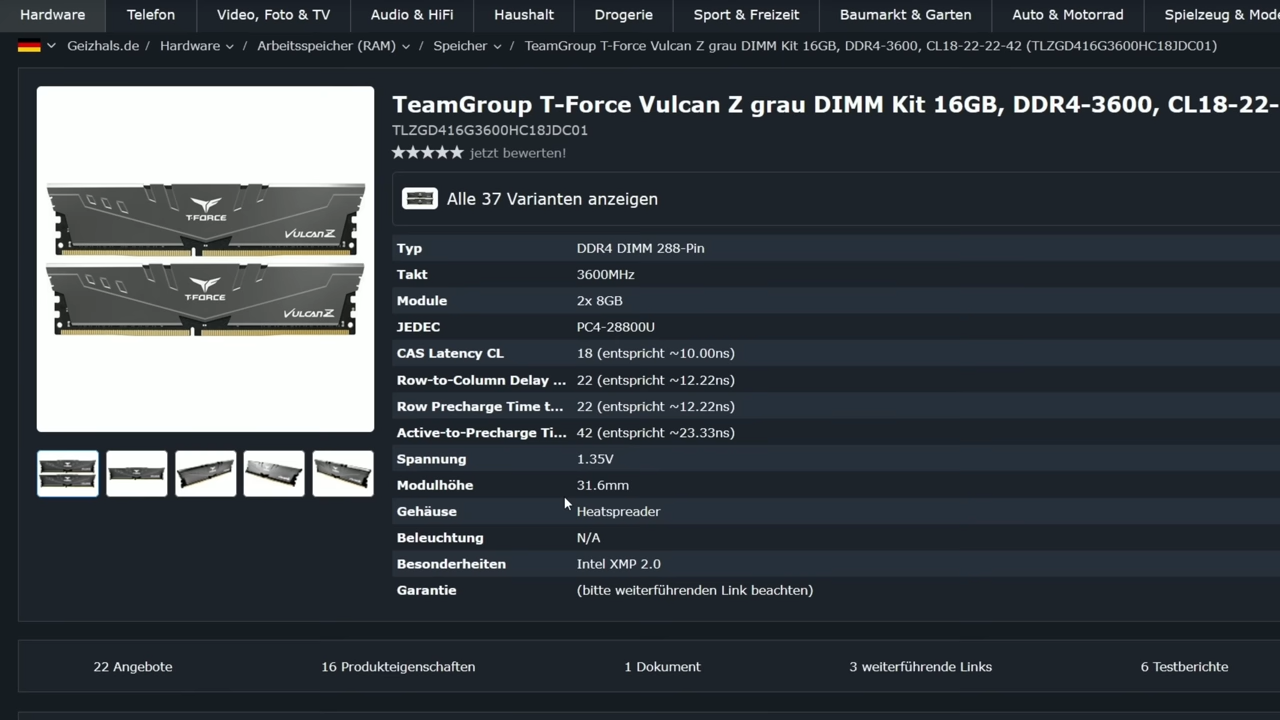 Hardware
Telefon
Video, Foto & TV
Audio & HiFi
Haushalt
Drogerie
Sport & Freizeit
Baumarkt & Garten
Auto & Motorrad
Spielzeug & Mode
Geizhals.de / Hardware / Arbeitsspeicher (RAM) / Speicher / TeamGroup T-Force Vulcan Z grau DIMM Kit 16GB, DDR4-3600, CL18-22-22-42 (TLZGD416G3600HC18JDC01)
TeamGroup T-Force Vulcan Z grau DIMM Kit 16GB, DDR4-3600, CL18-22-
TLZGD416G3600HC18JDC01
jetzt bewerten!
T-FORCE
VULCANZ
T-FORCE
VULCANZ
Alle 37 Varianten anzeigen
Typ DDR4 DIMM 288-Pin
Takt 3600MHz
Module 2x 8GB
JEDEC PC4-28800U
CAS Latency CL 18 (entspricht ~10.00ns)
Row-to-Column Delay ... 22 (entspricht ~12.22ns)
Row Precharge Time t... 22 (entspricht ~12.22ns)
Active-to-Precharge Ti... 42 (entspricht ~23.33ns)
Spannung 1.35V
Modulhöhe 31.6mm
Gehäuse Heatspreader
Beleuchtung N/A
Besonderheiten Intel XMP 2.0
Garantie (bitte weiterführenden Link beachten)
22 Angebote
16 Produkteigenschaften
1 Dokument
3 weiterführende Links
6 Testberichte